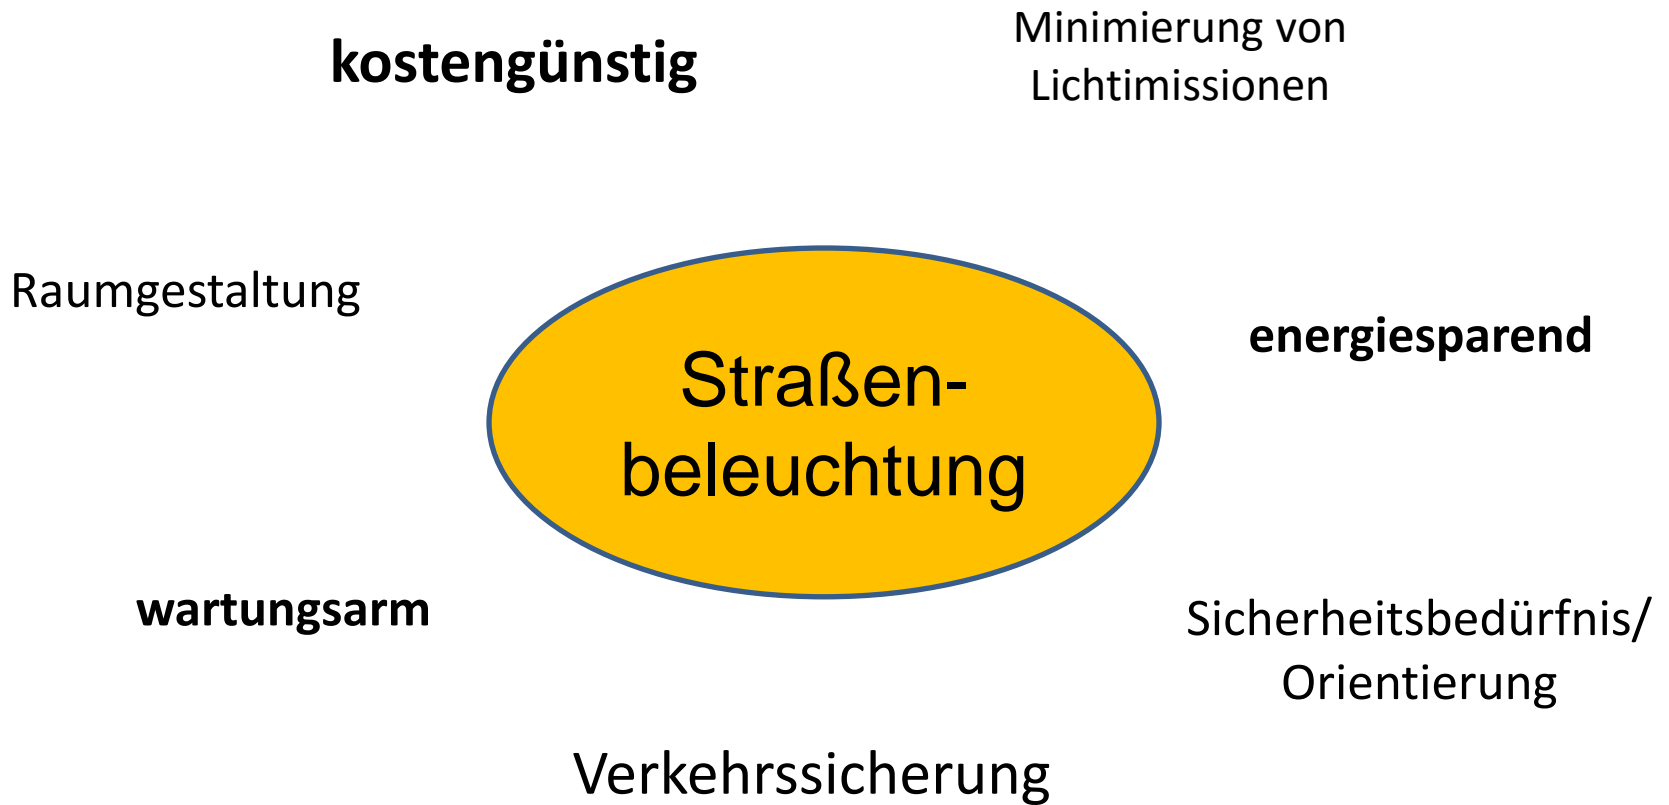 Minimierung von
Lichtimissionen
kostengünstig
Raumgestaltung
energiesparend
Straßen-
beleuchtung
wartungsarm
Sicherheitsbedürfnis/
Orientierung
Verkehrssicherung